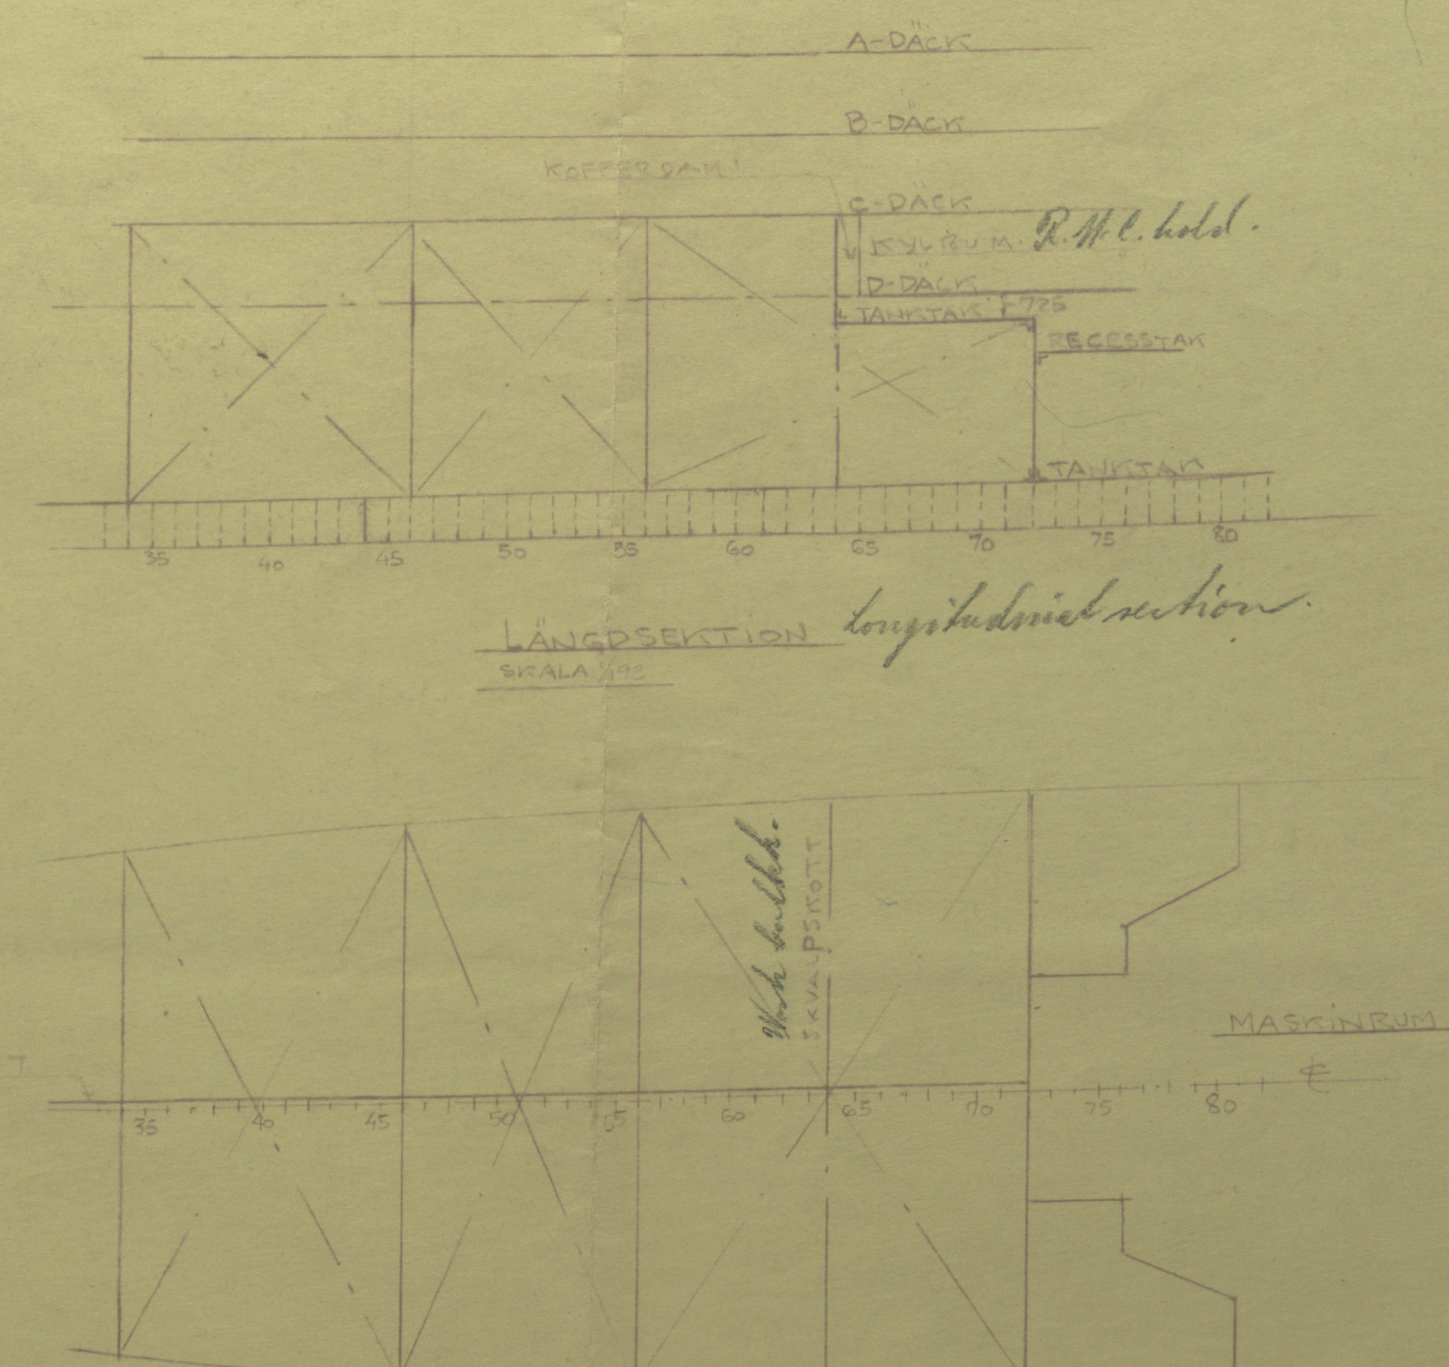 A-DÄCK
B-DÄCK
KOFFERDAM
C-DÄCK
KYLRUM. R.M.C. hold.
D-DÄCK
TANKTAK F775
RECESSTAK
TANKTAK
35 40 45 50 55 60 65 70 75 80
LÄNGDSEKTION Longitudinal section.
SKALA 1/192
Wash bulkh.
SKVALPSKOTT
MASKINRUM
35 40 45 50 55 60 65 70 75 80